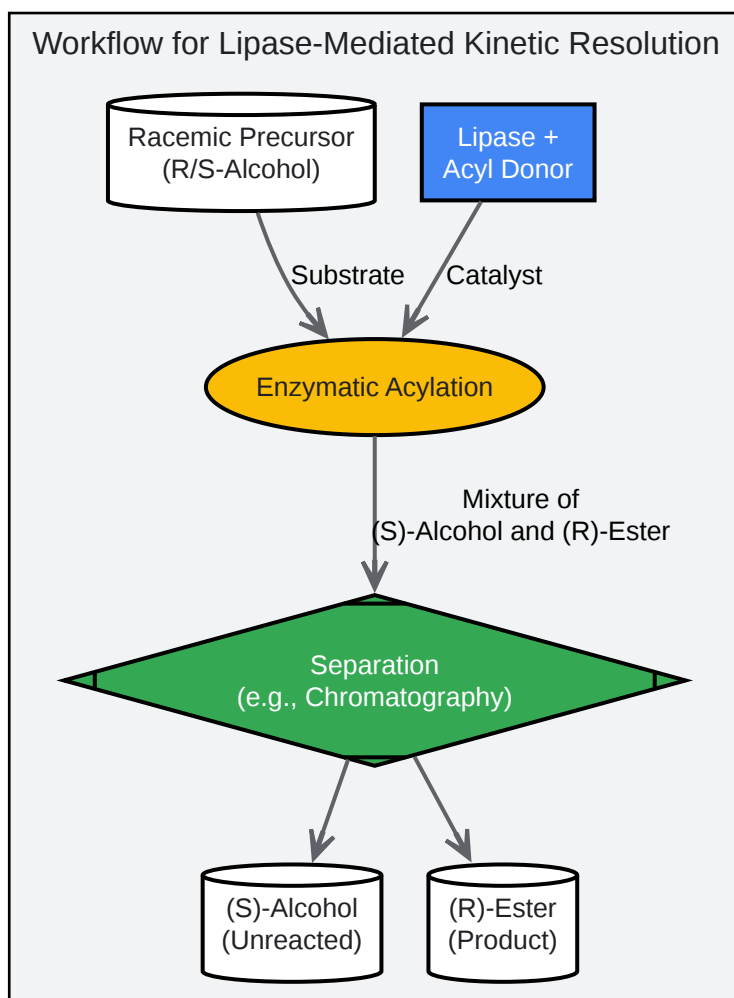 Workflow for Lipase-Mediated Kinetic Resolution
Racemic Precursor
(R/S-Alcohol)
Lipase +
Acyl Donor
Substrate
Catalyst
Enzymatic Acylation
Mixture of
(S)-Alcohol and (R)-Ester
Separation
(e.g., Chromatography)
(S)-Alcohol
(Unreacted)
(R)-Ester
(Product)